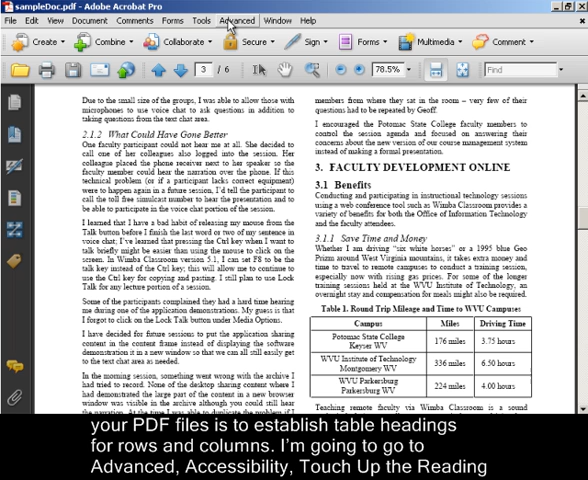 sampleDoc.pdf - Adobe Acrobat Pro
File Edit View Document Comments Forms Tools Advanced Window Help
Create Combine Collaborate Secure Sign Forms Multimedia Comment
3 / 6 78.5% Find
Due to the small size of the groups, I was able to allow those with
microphones to use voice chat to ask questions in addition to
taking questions from the text chat area.
2.1.2 What Could Have Gone Better
One faculty participant could not hear me at all. She decided to
call one of her colleagues also logged into the session. Her
colleague placed the phone receiver next to her speaker so the
faculty member could hear the narration over the phone. If this
technical problem (or if a participant lacks correct equipment)
were to happen again in a future session, I'd tell the participant to
call the toll free simulcast number to hear the presentation and to
be able to participate in the voice chat portion of the session.
I learned that I have a bad habit of releasing my mouse from the
Talk button before I finish the last word or two of my sentence in
voice chat; I've learned that pressing the Ctrl key when I want to
talk briefly might be easier than using the mouse to click on the
screen. In Wimba Classroom version 5.1, I can set F8 to be the
talk key instead of the Ctrl key; this will allow me to continue to
use the Ctrl key for copying and pasting. I still plan to use Lock
Talk for any lecture portion of a session.
Some of the participants complained they had a hard time hearing
me during one of the application demonstrations. My guess is that
I forgot to click on the Lock Talk button under Media Options.
I have decided for future sessions to put the application sharing
content in the content frame instead of displaying the software
demonstration in a new window so that we can all still easily get
to the text chat area as needed.
In the morning session, something went wrong with the archive I
had tried to record. None of the desktop sharing content where I
had demonstrated the large part of the content in a new browser
window was visible in the archive although you could still hear
members from where they sat in the room – very few of their
questions had to be repeated by Geoff.
I encouraged the Potomac State College faculty members to
control the session agenda and focused on answering their
concerns about the new version of our course management system
instead of making a formal presentation.
3. FACULTY DEVELOPMENT ONLINE
3.1 Benefits
Conducting and participating in instructional technology sessions
using a web conference tool such as Wimba Classroom provides a
variety of benefits for both the Office of Information Technology
and the faculty attendees.
3.1.1 Save Time and Money
Whether I am driving "six white horses" or a 1995 blue Geo
Prizm around West Virginia mountains, it takes extra money and
time to travel to remote campuses to conduct a training session,
especially now with rising gas prices. For some of the longer
training sessions held at the WVU Institute of Technology, an
overnight stay and compensation for meals might also be required.
Table 1. Round Trip Mileage and Time to WVU Campuses
Campus Miles Driving Time
Potomac State College
Keyser WV 176 miles 3.75 hours
WVU Institute of Technology
Montgomery WV 336 miles 6.50 hours
WVU Parkersburg
Parkersburg WV 224 miles 4.00 hours
Teaching remote faculty via Wimba Classroom is a sound
your PDF files is to establish table headings
for rows and columns. I'm going to go to
Advanced, Accessibility, Touch Up the Reading